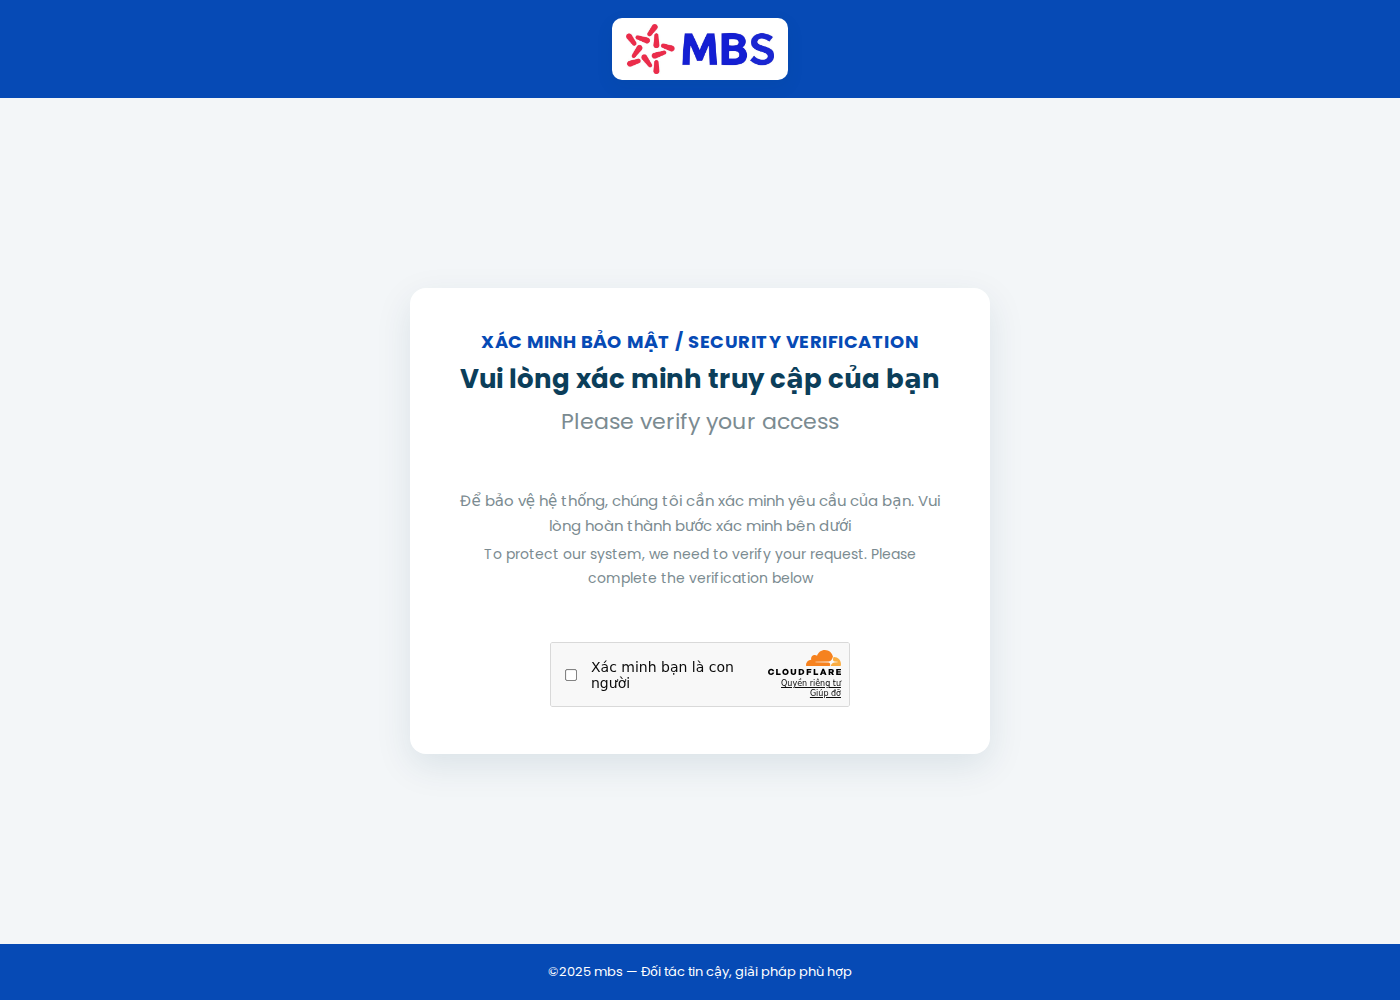 MBS
XÁC MINH BẢO MẬT / SECURITY VERIFICATION
Vui lòng xác minh truy cập của bạn
Please verify your access
Để bảo vệ hệ thống, chúng tôi cần xác minh yêu cầu của bạn. Vui
lòng hoàn thành bước xác minh bên dưới
To protect our system, we need to verify your request. Please
complete the verification below
Xác minh bạn là con
người
CLOUDFLARE
Quyền riêng tư
Giúp đỡ
©2025 mbs — Đối tác tin cậy, giải pháp phù hợp